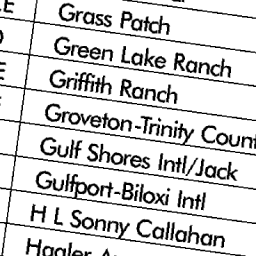 Grass Patch
Green Lake Ranch
Griffith Ranch
Groveton-Trinity Count
Gulf Shores Intl/Jack
Gulfport-Biloxi Intl
H L Sonny Callahan